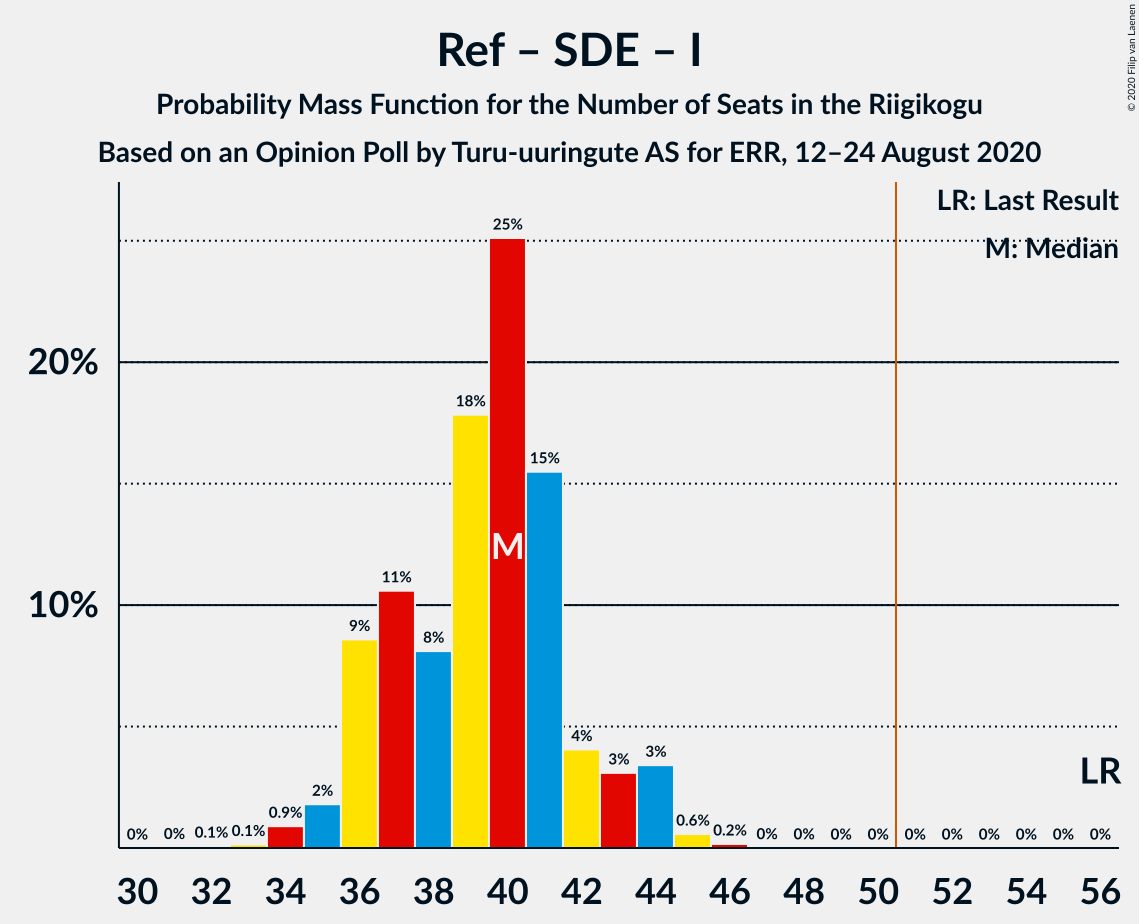 Ref – SDE – I
Probability Mass Function for the Number of Seats in the Riigikogu
Based on an Opinion Poll by Turu-uuringute AS for ERR, 12–24 August 2020
© 2020 Filip van Laenen
LR: Last Result
M: Median
20%
10%
25%
18%
15%
M
11%
9%
8%
4%
3%
3%
LR
2%
0.9%
0.6%
0% 0% 0.1% 0.1% 0.2% 0% 0% 0% 0% 0% 0% 0% 0% 0% 0%
30 32 34 36 38 40 42 44 46 48 50 52 54 56